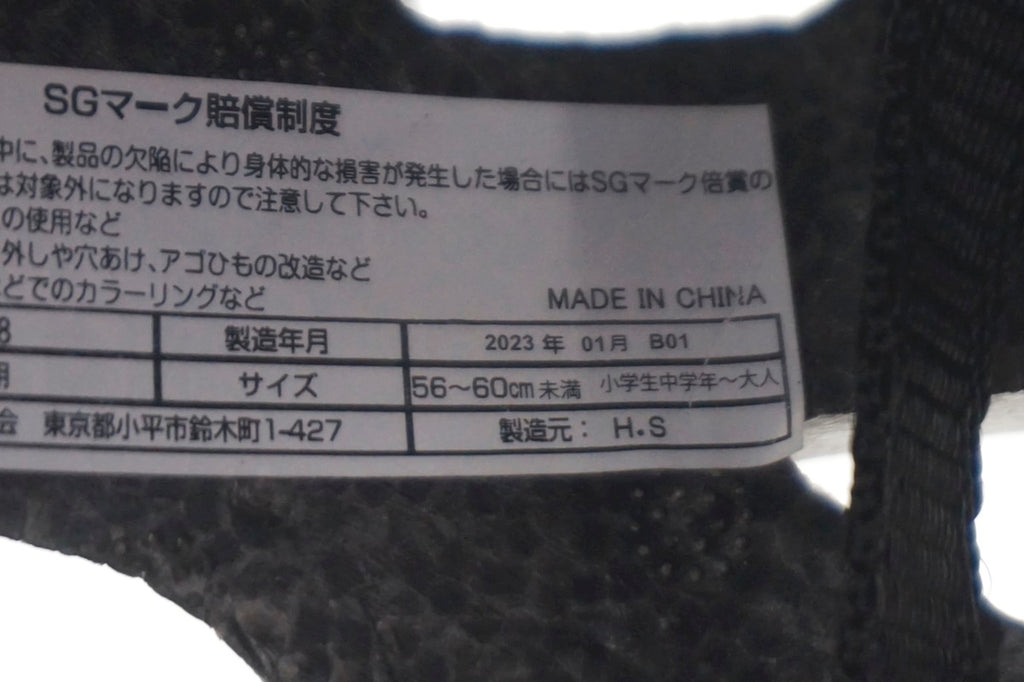 SGマーク賠償制度
中に、製品の欠陥により身体的な損害が発生した場合にはSGマーク倍賞の
は対象外になりますので注意して下さい。
の使用など
外しや穴あけ、アゴひもの改造など
などでのカラーリングなど
MADE IN CHINA
8 製造年月 2023 年 01月 B01
サイズ 56～60cm未満 小学生中学年～大人
会 東京都小平市鈴木町1-427 製造元： H.S